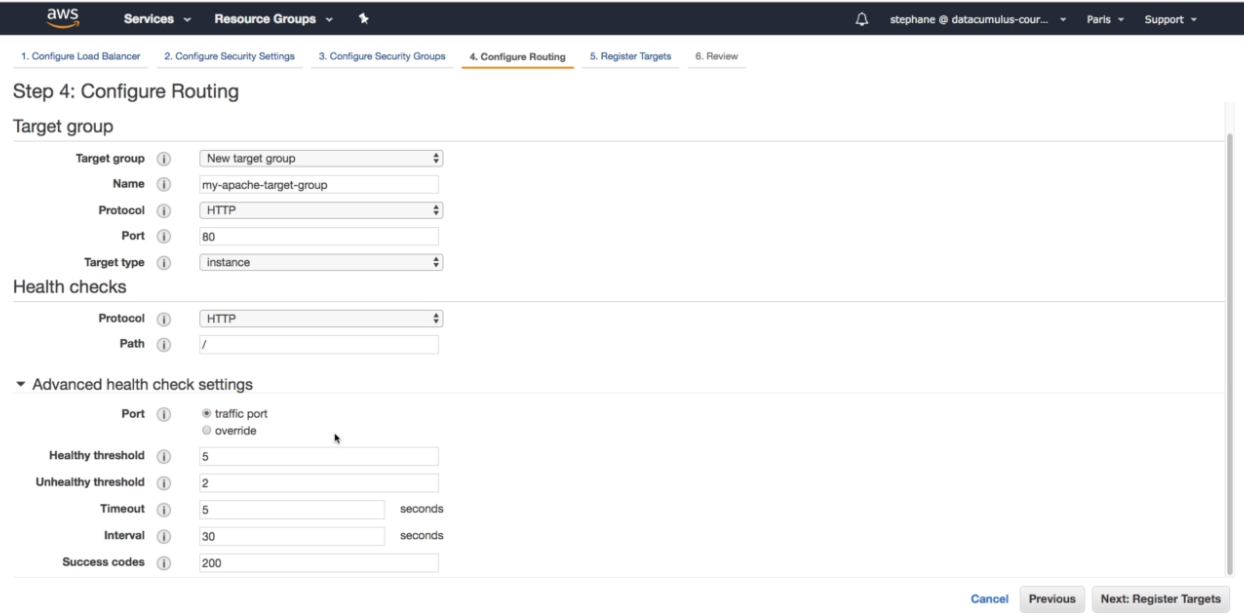 aws Services Resource Groups stephane @ datacumulus-cour... Paris Support
1. Configure Load Balancer 2. Configure Security Settings 3. Configure Security Groups 4. Configure Routing 5. Register Targets 6. Review
Step 4: Configure Routing
Target group
Target group New target group
Name my-apache-target-group
Protocol HTTP
Port 80
Target type instance
Health checks
Protocol HTTP
Path /
Advanced health check settings
Port traffic port
override
Healthy threshold 5
Unhealthy threshold 2
Timeout 5 seconds
Interval 30 seconds
Success codes 200
Cancel Previous Next: Register Targets